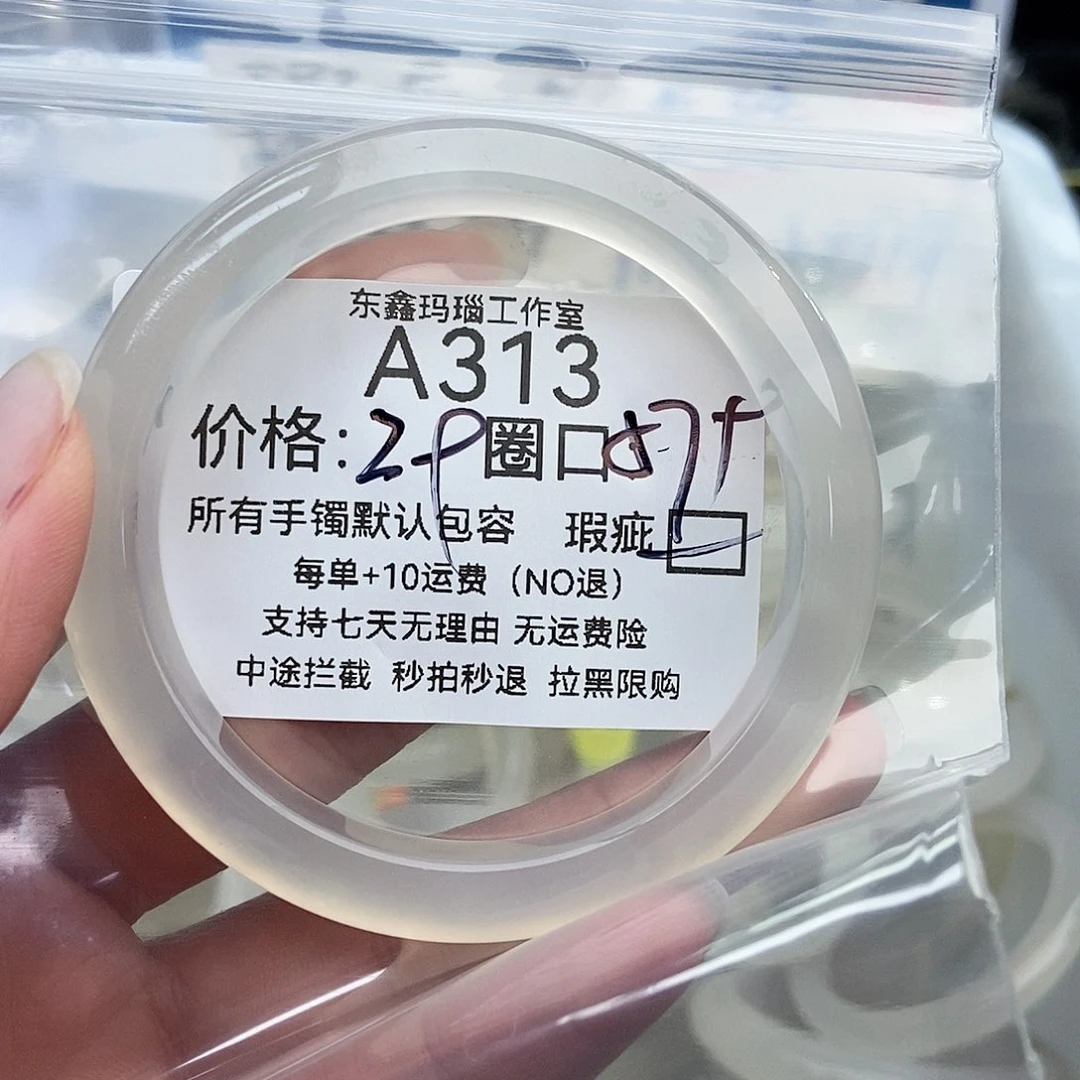 东鑫玛瑙工作室
A313
价格:29圈口57+
所有手镯默认包容 瑕疵
每单+10运费（NO退）
支持七天无理由 无运费险
中途拦截 秒拍秒退 拉黑限购